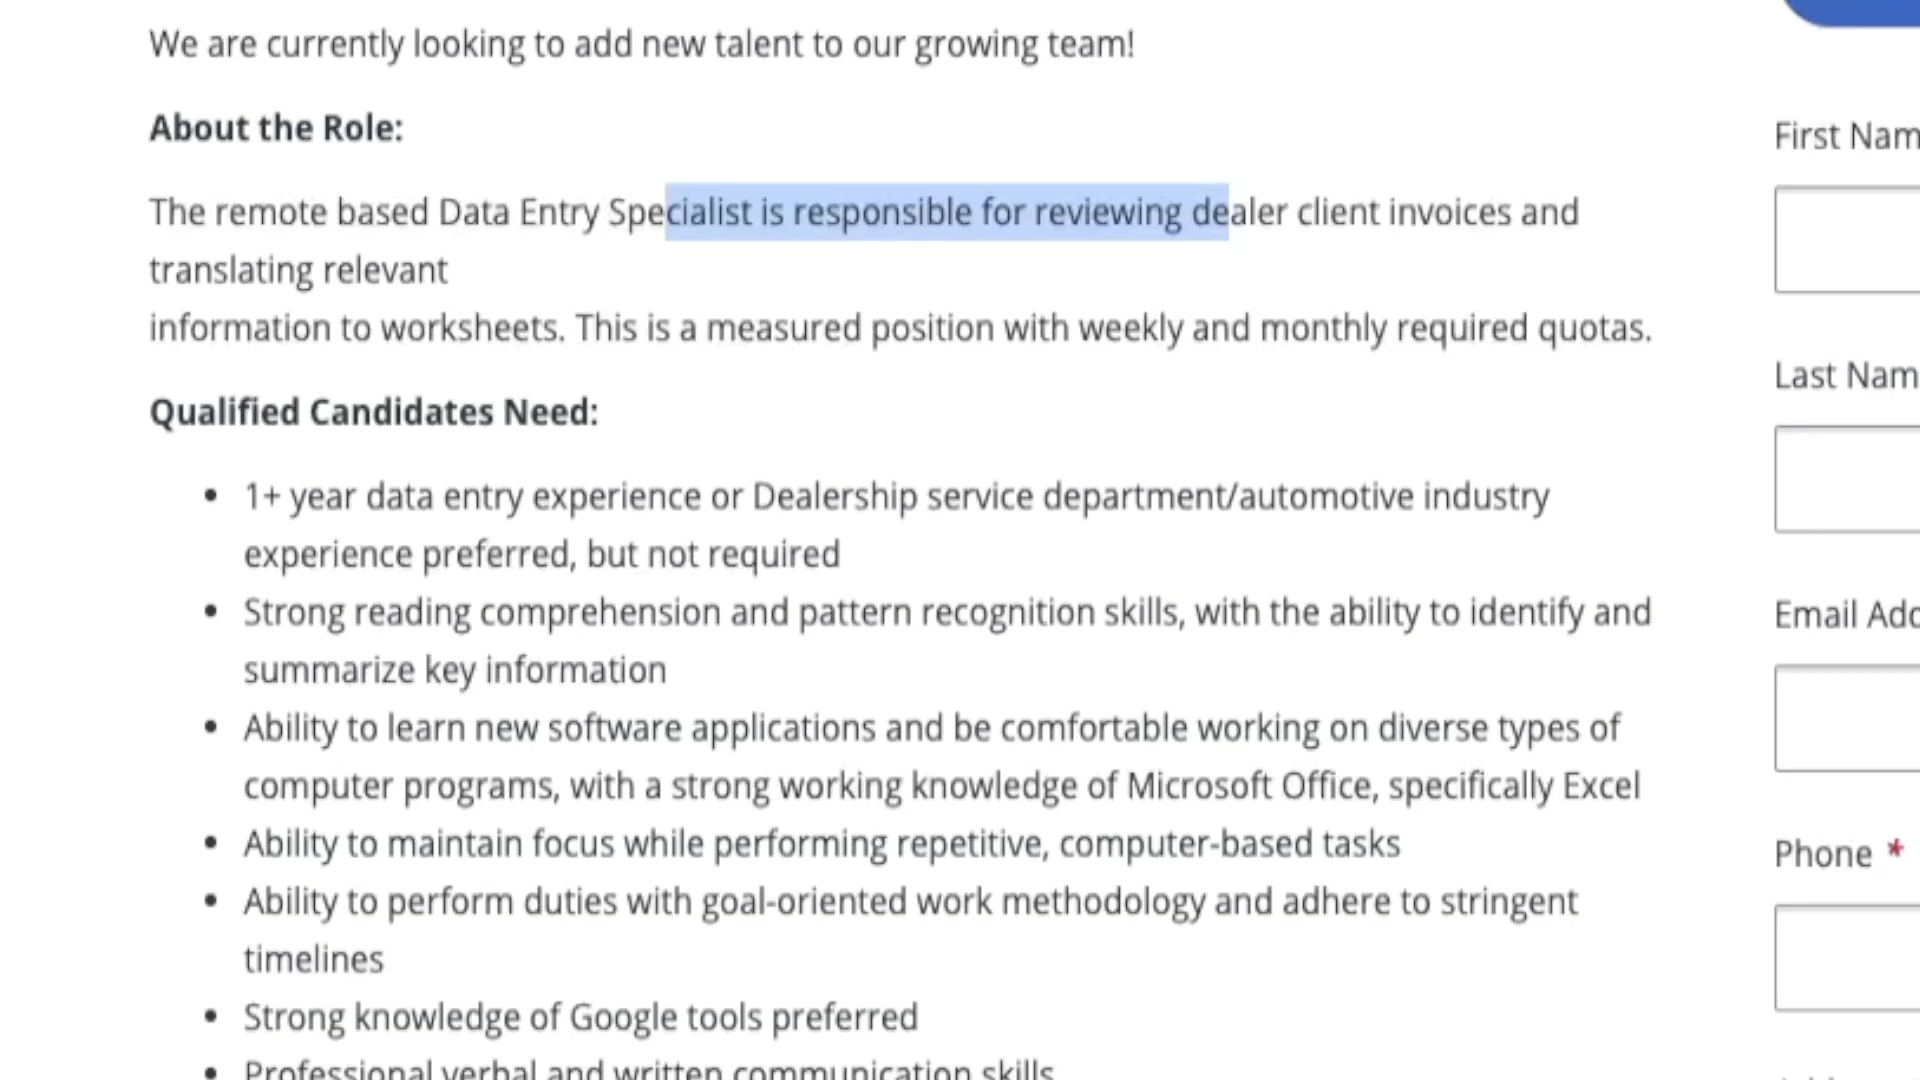 We are currently looking to add new talent to our growing team!
About the Role:
The remote based Data Entry Specialist is responsible for reviewing dealer client invoices and
translating relevant
information to worksheets. This is a measured position with weekly and monthly required quotas.
Qualified Candidates Need:
• 1+ year data entry experience or Dealership service department/automotive industry
experience preferred, but not required
• Strong reading comprehension and pattern recognition skills, with the ability to identify and
summarize key information
• Ability to learn new software applications and be comfortable working on diverse types of
computer programs, with a strong working knowledge of Microsoft Office, specifically Excel
• Ability to maintain focus while performing repetitive, computer-based tasks
• Ability to perform duties with goal-oriented work methodology and adhere to stringent
timelines
• Strong knowledge of Google tools preferred
• Professional verbal and written communication skills
First Nam
Last Nam
Email Add
Phone *